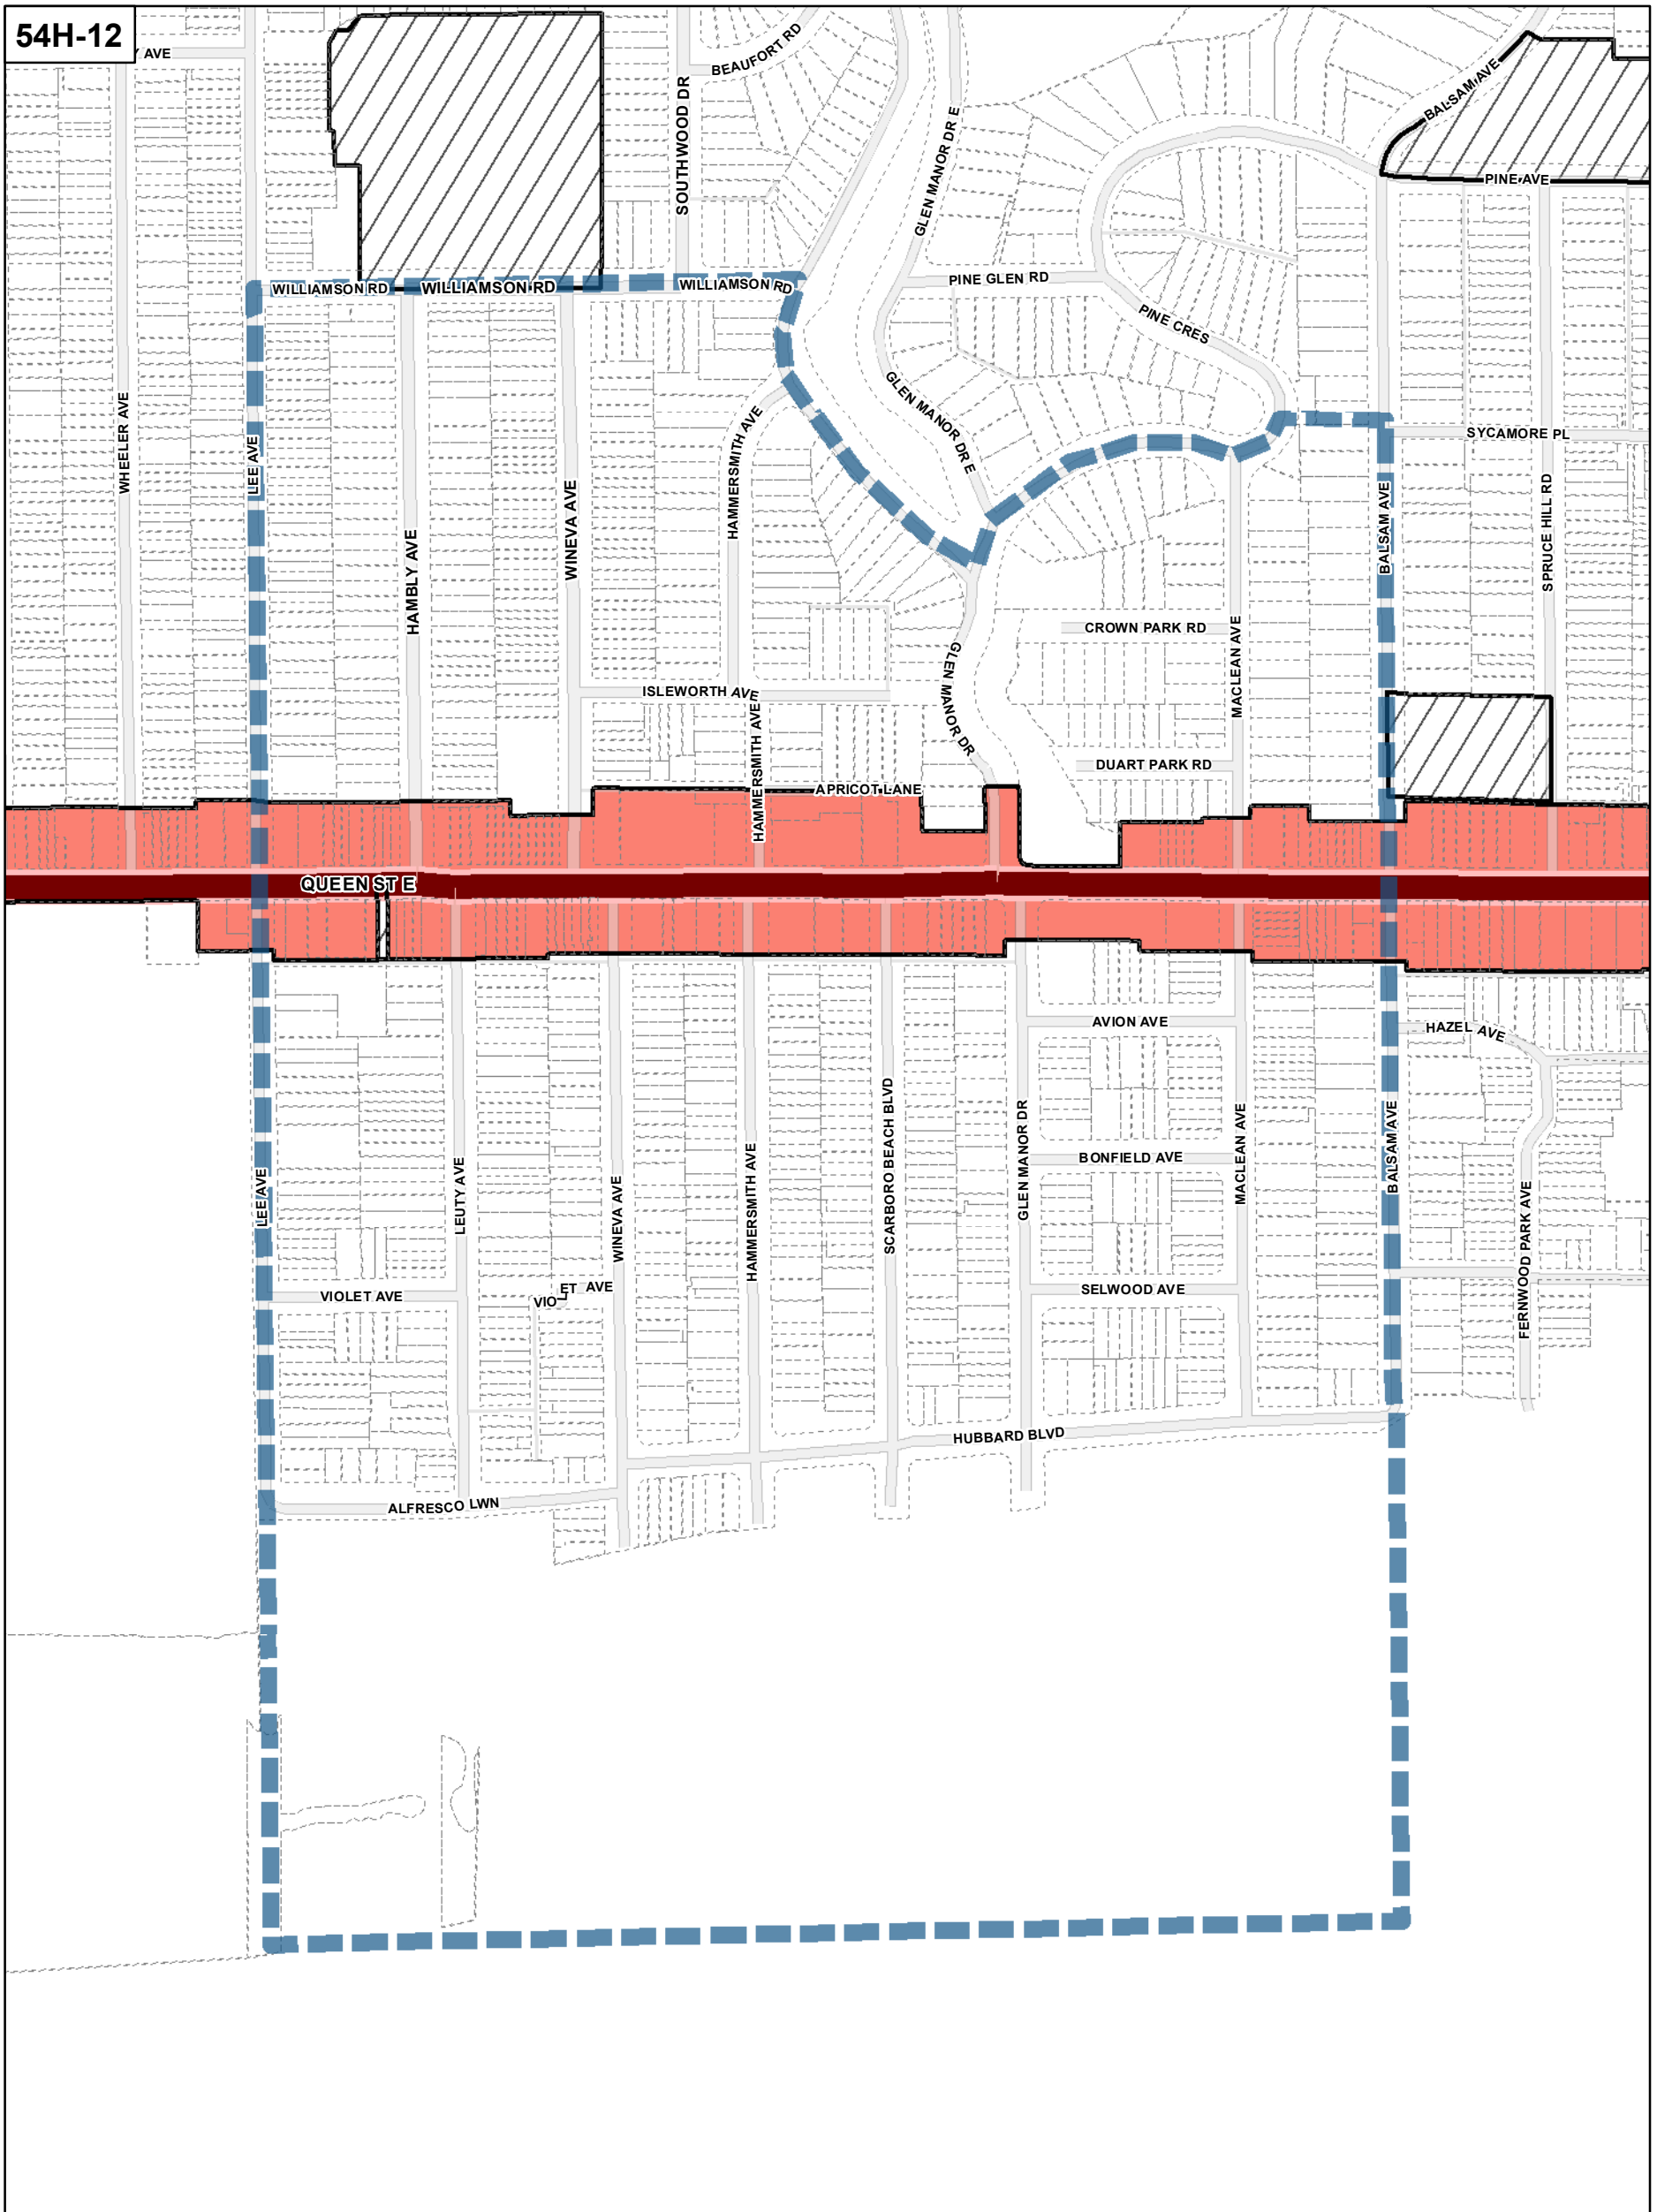 54H-12
Y AVE
BEAUFORT RD
SOUTHWOOD DR
GLEN MANOR DR E
BALSAM AVE
PINE AVE
WILLIAMSON RD
WILLIAMSON RD
WILLIAMSON RD
PINE GLEN RD
PINE CRES
WHEELER AVE
LEE AVE
HAMBLY AVE
WINEVA AVE
HAMMERSMITH AVE
GLEN MANOR DR E
SYCAMORE PL
BALSAM AVE
SPRUCE HILL RD
CROWN PARK RD
MACLEAN AVE
GLEN MANOR DR
ISLEWORTH AVE
HAMMERSMITH AVE
DUART PARK RD
APRICOT LANE
QUEEN ST E
AVION AVE
HAZEL AVE
LEE AVE
LEUTY AVE
WINEVA AVE
HAMMERSMITH AVE
SCARBORO BEACH BLVD
GLEN MANOR DR
BONFIELD AVE
MACLEAN AVE
BALSAM AVE
FERNWOOD PARK AVE
VIOLET AVE
VIOLET AVE
SELWOOD AVE
HUBBARD BLVD
ALFRESCO LWN